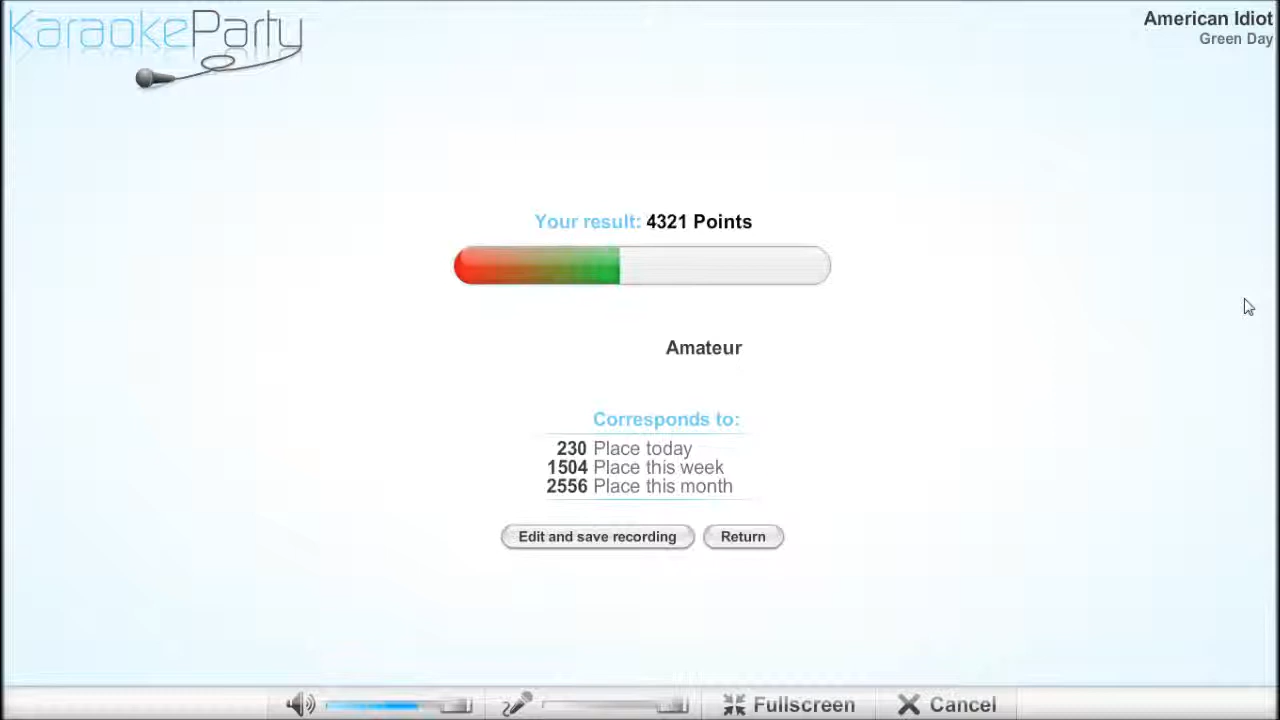 KaraokeParty
American Idiot
Green Day
Your result: 4321 Points
Amateur
Corresponds to:
230 Place today
1504 Place this week
2556 Place this month
Edit and save recording
Return
Fullscreen
Cancel